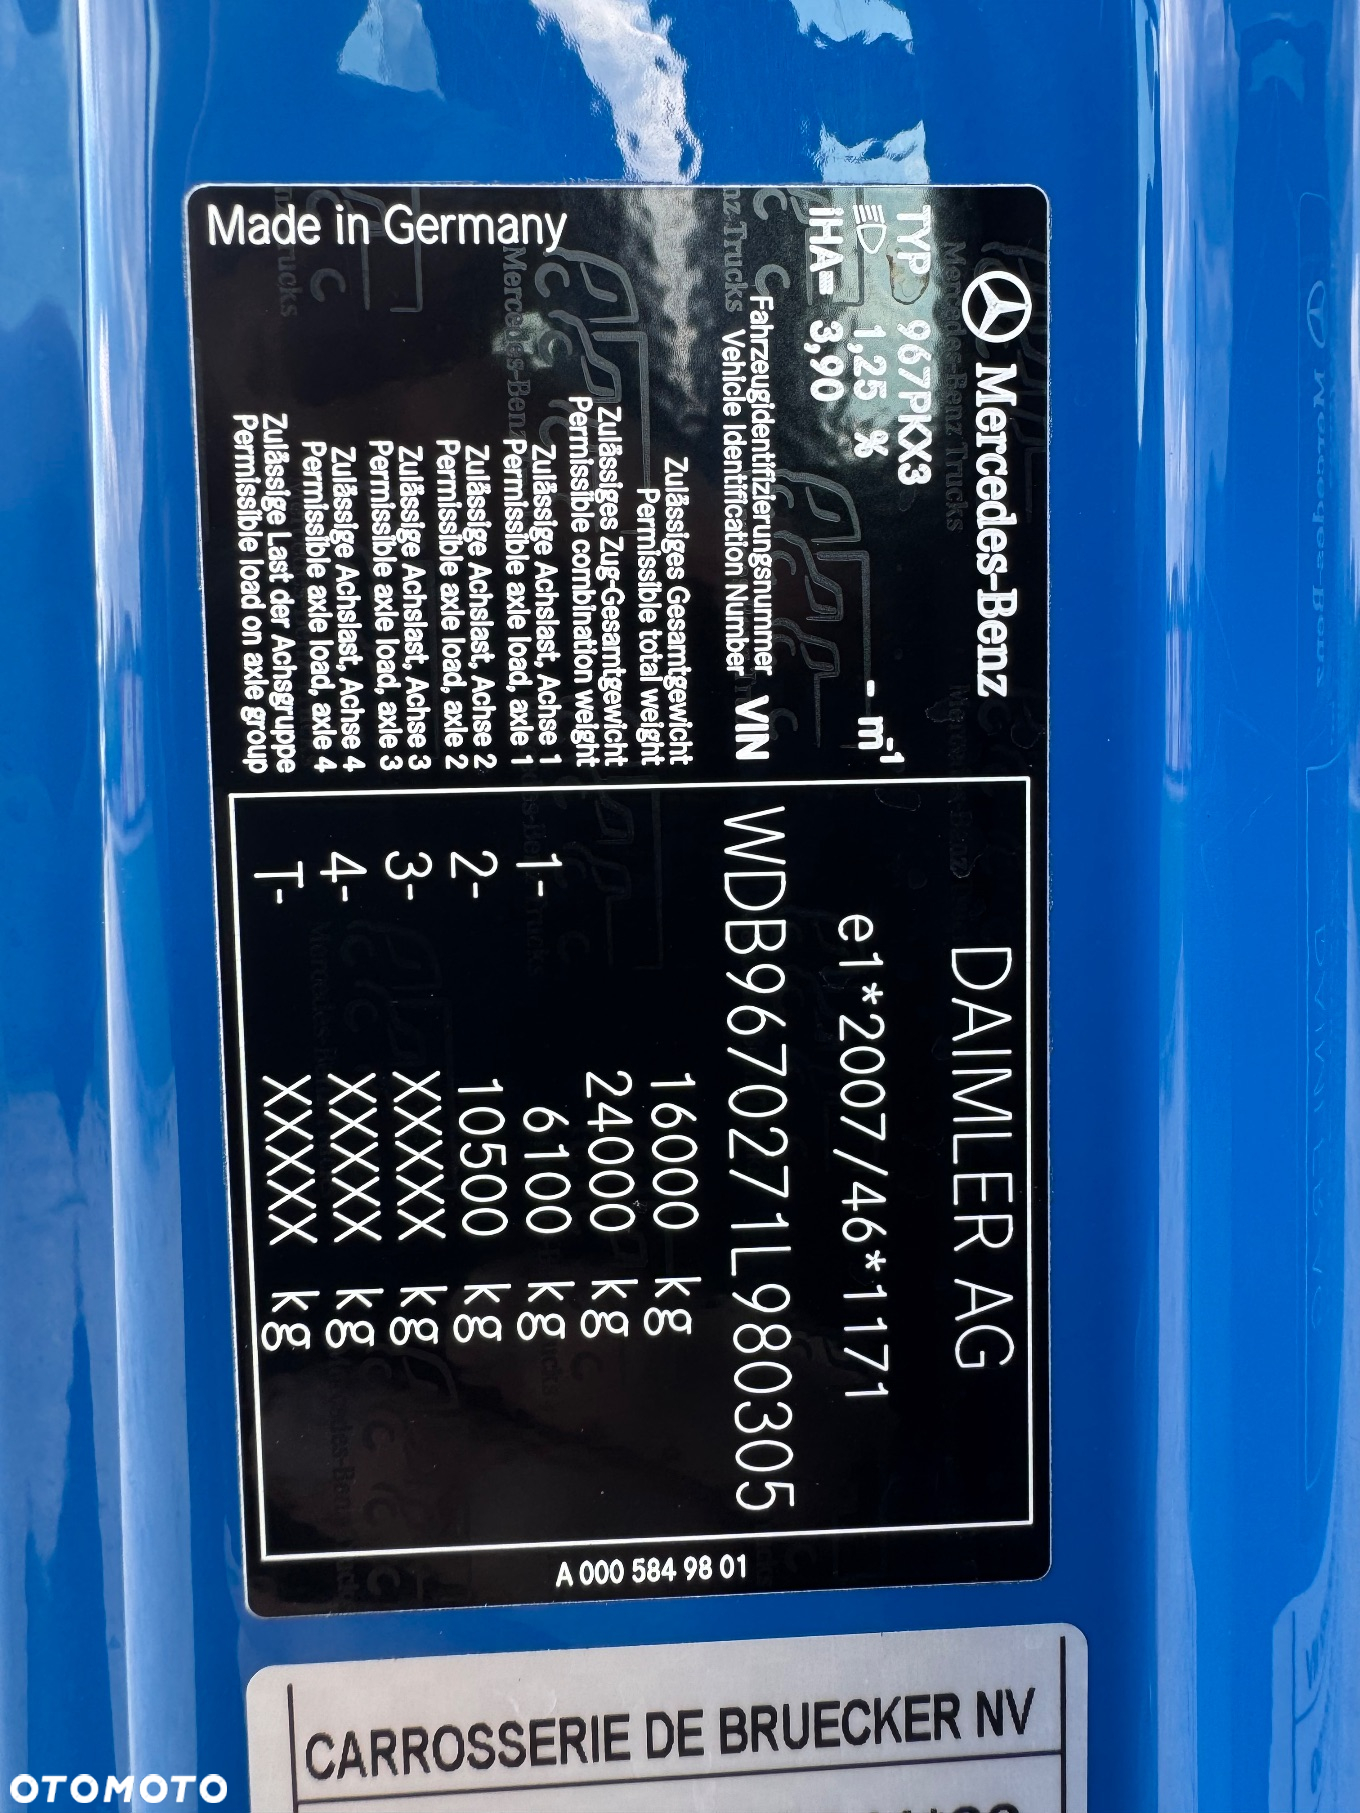 Mercedes-Benz
DAIMLER AG
TYP 967PKXX3
1,25 %
- m-1
e1*2007/46*1171
iHA= 3,90
Fahrzeugidentifizierungsnummer
Vehicle Identification Number VIN
WDB9670271L980305
Zulässiges Gesamtgewicht
Permissible total weight
16000 kg
Zulässiges Zug-Gesamtgewicht
Permissible combination weight
24000 kg
Zulässige Achslast, Achse 1
Permissible axle load, axle 1
1- 6100 kg
Zulässige Achslast, Achse 2
Permissible axle load, axle 2
2- 10500 kg
Zulässige Achslast, Achse 3
Permissible axle load, axle 3
3- XXXXX kg
Zulässige Achslast, Achse 4
Permissible axle load, axle 4
4- XXXXX kg
Zulässige Last der Achsgruppe
Permissible load on axle group
T- XXXXX kg
Made in Germany
A 000 584 98 01
CARROSSERIE DE BRUECKER NV
OTOMOTO